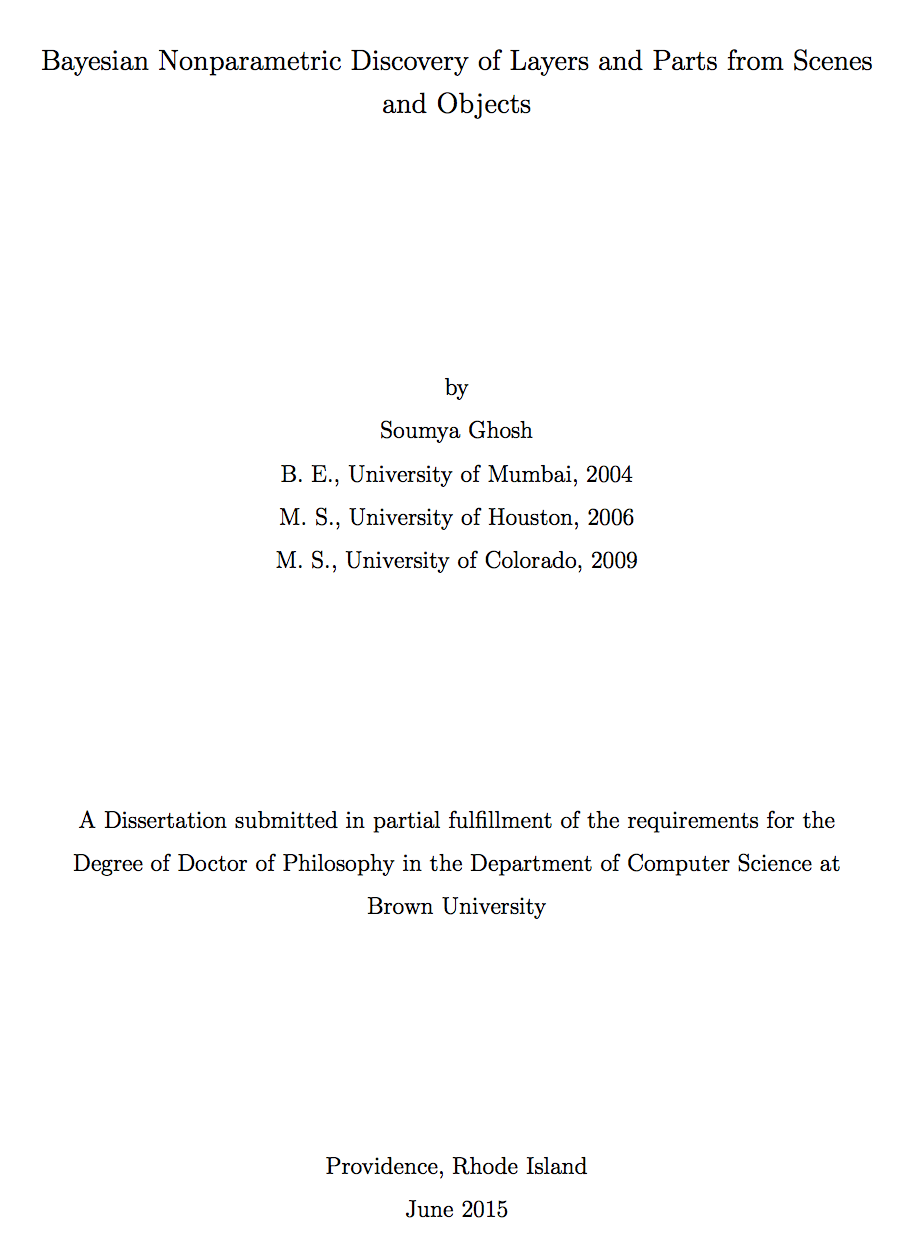 Bayesian Nonparametric Discovery of Layers and Parts from Scenes
and Objects
by
Soumya Ghosh
B. E., University of Mumbai, 2004
M. S., University of Houston, 2006
M. S., University of Colorado, 2009
A Dissertation submitted in partial fulfillment of the requirements for the
Degree of Doctor of Philosophy in the Department of Computer Science at
Brown University
Providence, Rhode Island
June 2015